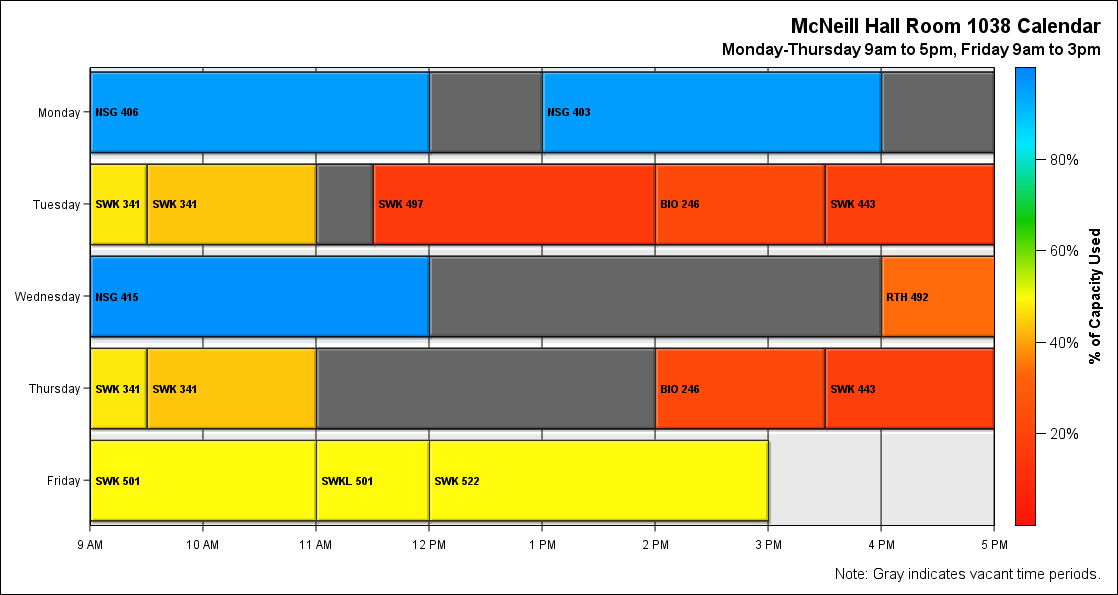 McNeill Hall Room 1038 Calendar
Monday-Thursday 9am to 5pm, Friday 9am to 3pm
Monday
NSG 406
NSG 403
Tuesday
SWK 341
SWK 341
SWK 497
BIO 246
SWK 443
Wednesday
NSG 415
RTH 492
Thursday
SWK 341
SWK 341
BIO 246
SWK 443
Friday
SWK 501
SWKL 501
SWK 522
9 AM
10 AM
11 AM
12 PM
1 PM
2 PM
3 PM
4 PM
5 PM
80%
60%
40%
20%
% of Capacity Used
Note: Gray indicates vacant time periods.